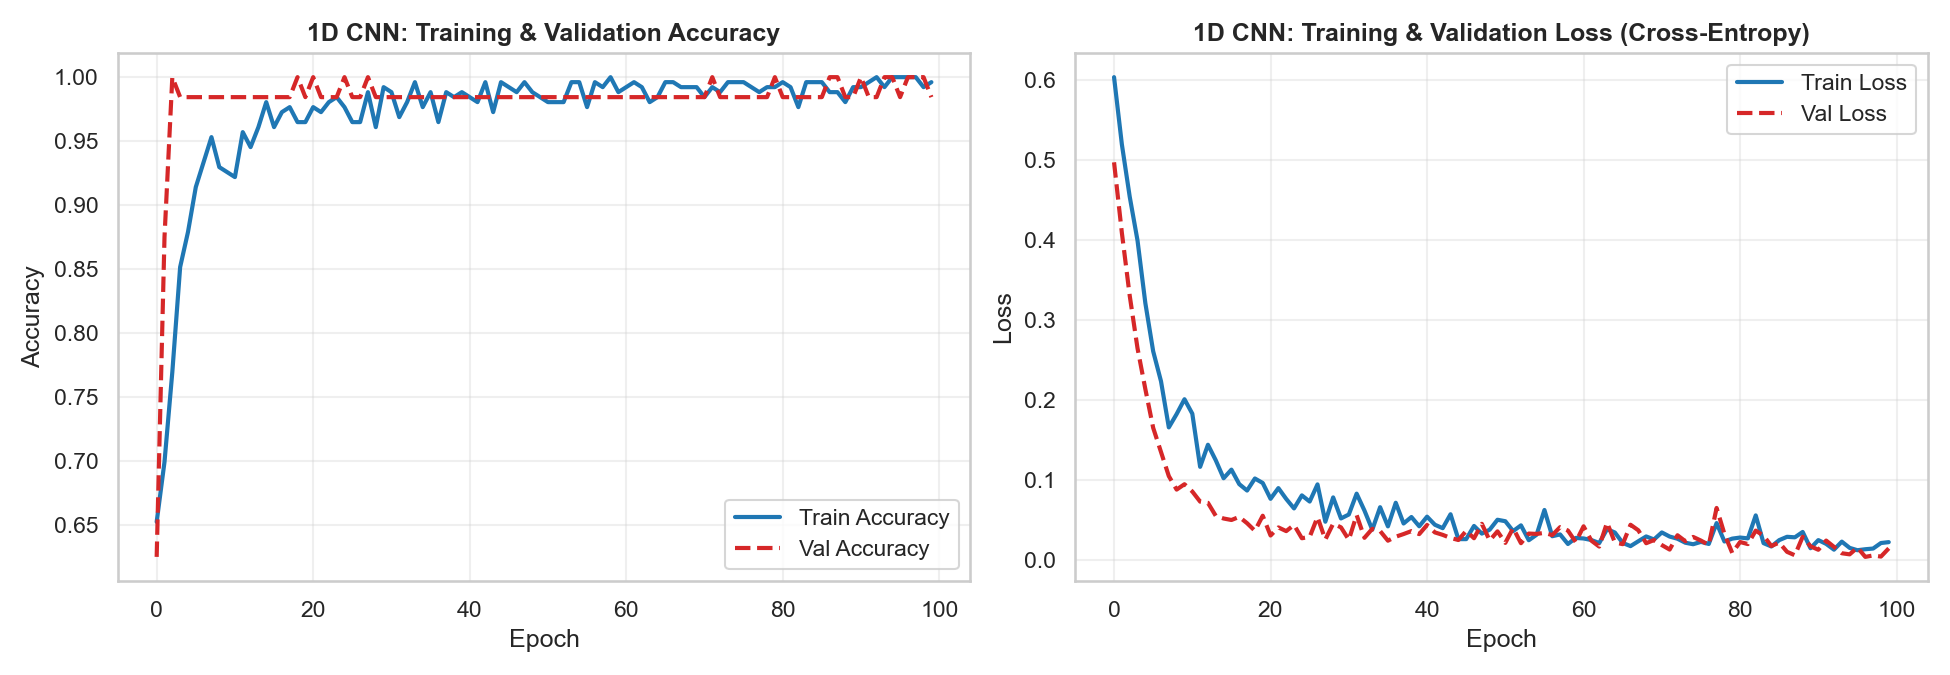 1D CNN: Training & Validation Accuracy
1.00
0.95
0.90
0.85
0.80
0.75
0.70
0.65
Accuracy
0
20
40
60
80
100
Epoch
Train Accuracy
Val Accuracy
1D CNN: Training & Validation Loss (Cross-Entropy)
0.6
0.5
0.4
0.3
0.2
0.1
0.0
Loss
0
20
40
60
80
100
Epoch
Train Loss
Val Loss